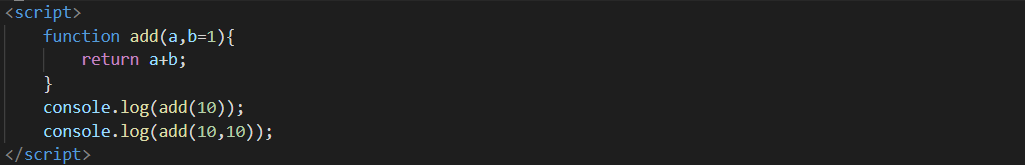 <script>
    function add(a,b=1){
        return a+b;
    }
    console.log(add(10));
    console.log(add(10,10));
</script>